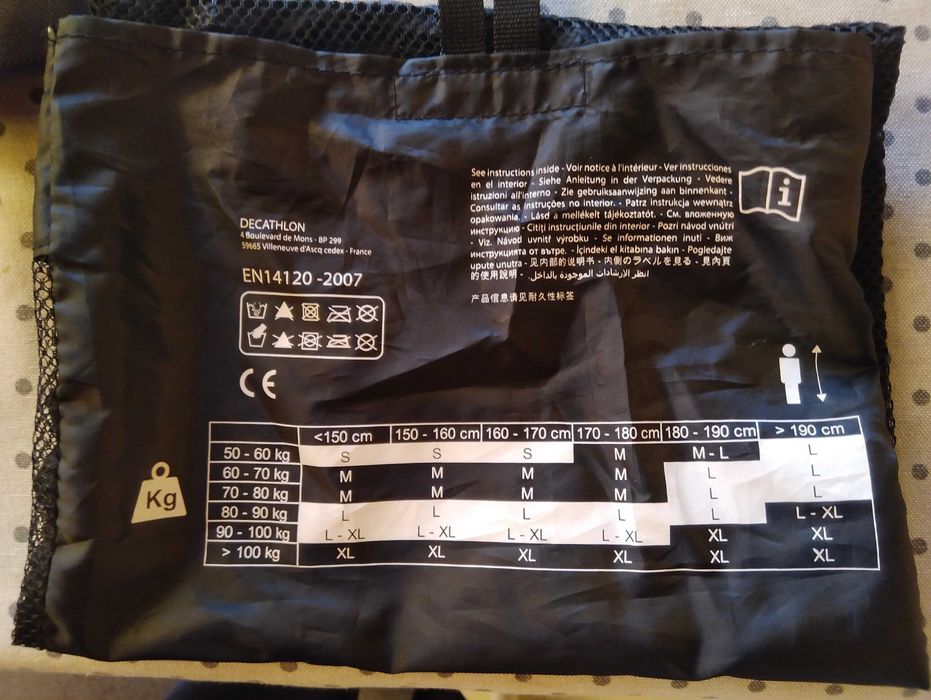 See instructions inside - Voir notice à l'intérieur - Ver instrucciones
en el interior - Siehe Anleitung in der Verpackung - Vedere
istruzioni all'interno - Zie gebruiksaanwijzing aan binnenkant -
Consultar as instruções no interior. - Patrz instrukcja wewnątrz
opakowania. - Lásd a mellékelt tájékoztatót. - См. вложенную
инструкцию - Citiți instrucțiunile din interior - Pozri návod vnútri
- Viz. Návod uvnitř výrobku - Se informationen inuti - Виж
инструкцията от вътре. - İçindeki el kitabına bakın - Pogledajte
upute unutra - 见内部的说明书 - 内側のラベルを見る - 見內頁
的使用說明 - انظر الإرشادات الموجودة بالداخل.
产品信息请见耐久性标签
DECATHLON
4 Boulevard de Mons - BP 299
59665 Villeneuve d'Ascq cedex - France
EN14120 -2007
CE
Kg
<150 cm 150 - 160 cm 160 - 170 cm 170 - 180 cm 180 - 190 cm > 190 cm
50 - 60 kg S S S M M - L L
60 - 70 kg M M M M L L
70 - 80 kg M M M M L L
80 - 90 kg L L L L L L - XL
90 - 100 kg L - XL L - XL L - XL L - XL XL XL
> 100 kg XL XL XL XL XL XL